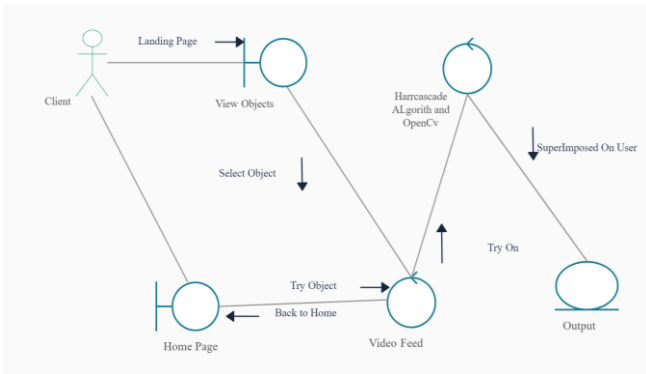 Landing Page
Client
View Objects
Harrcascade
ALgorith and
OpenCv
SuperImposed On User
Select Object
Try On
Try Object
Back to Home
Home Page
Video Feed
Output